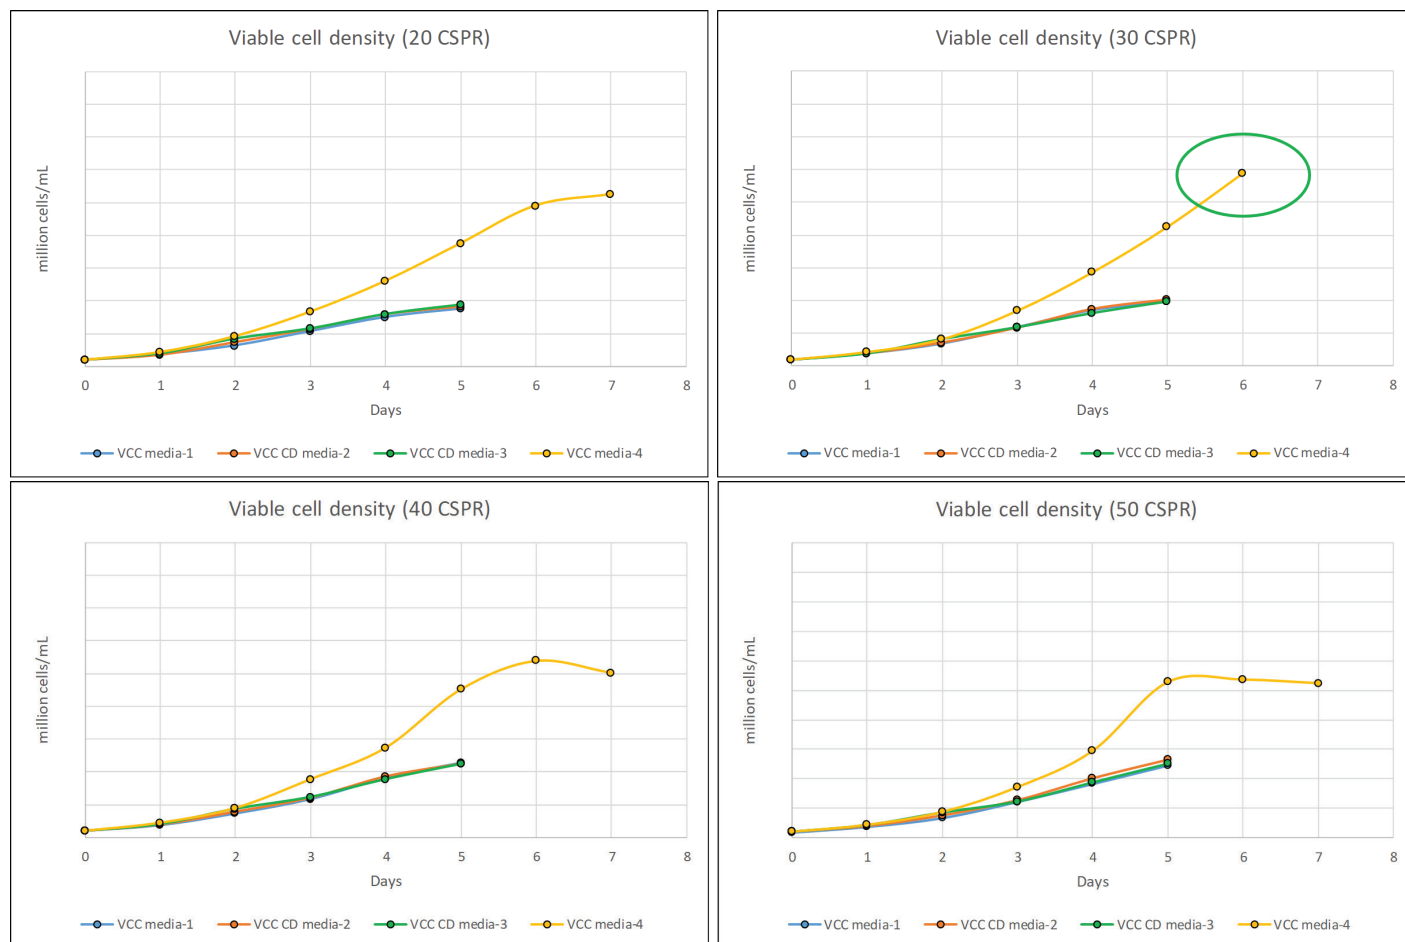 Viable cell density (20 CSPR)
million cells/mL
0 1 2 3 4 5 6 7 8
Days
VCC media-1 VCC CD media-2 VCC CD media-3 VCC media-4
Viable cell density (30 CSPR)
million cells/mL
0 1 2 3 4 5 6 7 8
Days
VCC media-1 VCC CD media-2 VCC CD media-3 VCC media-4
Viable cell density (40 CSPR)
million cells/mL
0 1 2 3 4 5 6 7 8
Days
VCC media-1 VCC CD media-2 VCC CD media-3 VCC media-4
Viable cell density (50 CSPR)
million cells/mL
0 1 2 3 4 5 6 7 8
Days
VCC media-1 VCC CD media-2 VCC CD media-3 VCC media-4